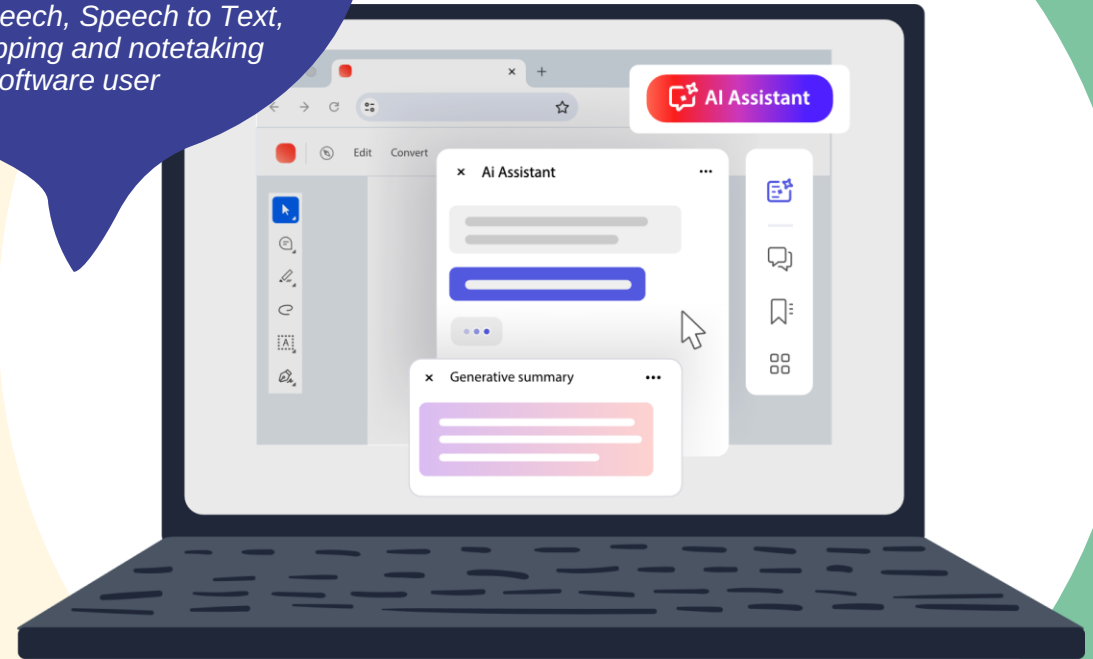 eech, Speech to Text,
pping and notetaking
oftware user
AI Assistant
Edit Convert
Ai Assistant
Generative summary
A